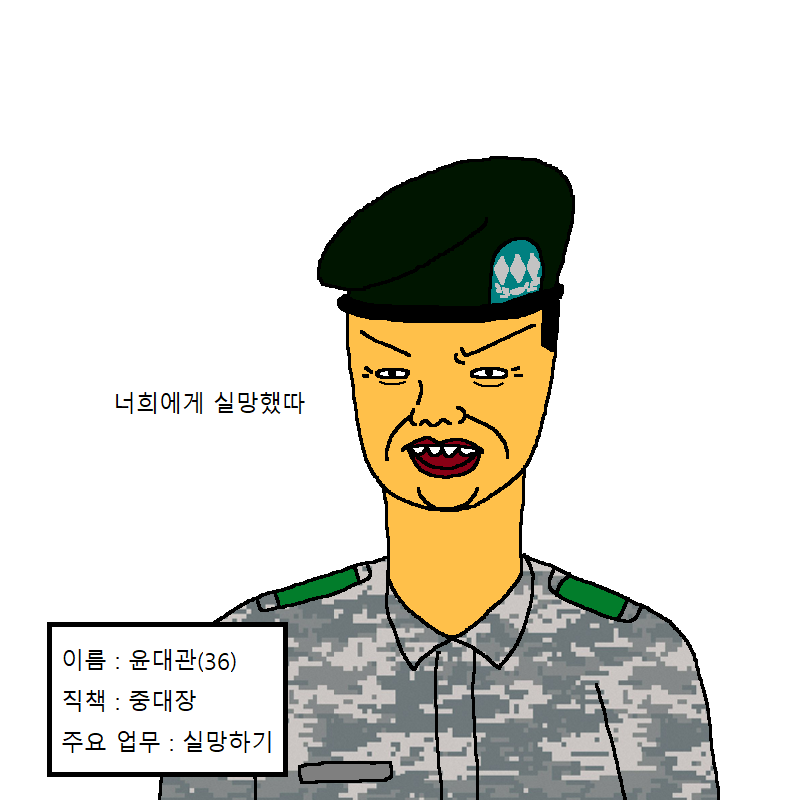 너희에게 실망했따
이름 : 윤대관(36)
직책 : 중대장
주요 업무 : 실망하기